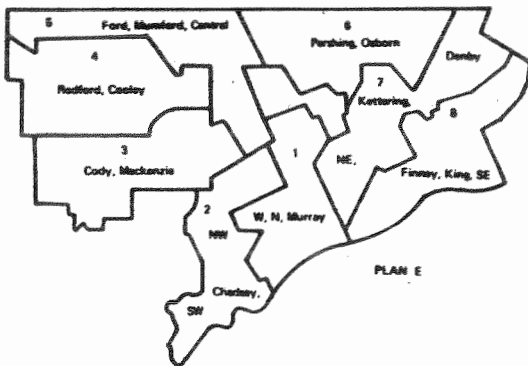 5
Ford, Mumford, Central
6
Pershing, Osborn
Denby
4
Redford, Cooley
7
Kettering,
8
3
Cody, Mackenzie
1
NE,
Finney, King, SE
2
W, N, Murray
NW
PLAN E
Chadsey,
SW